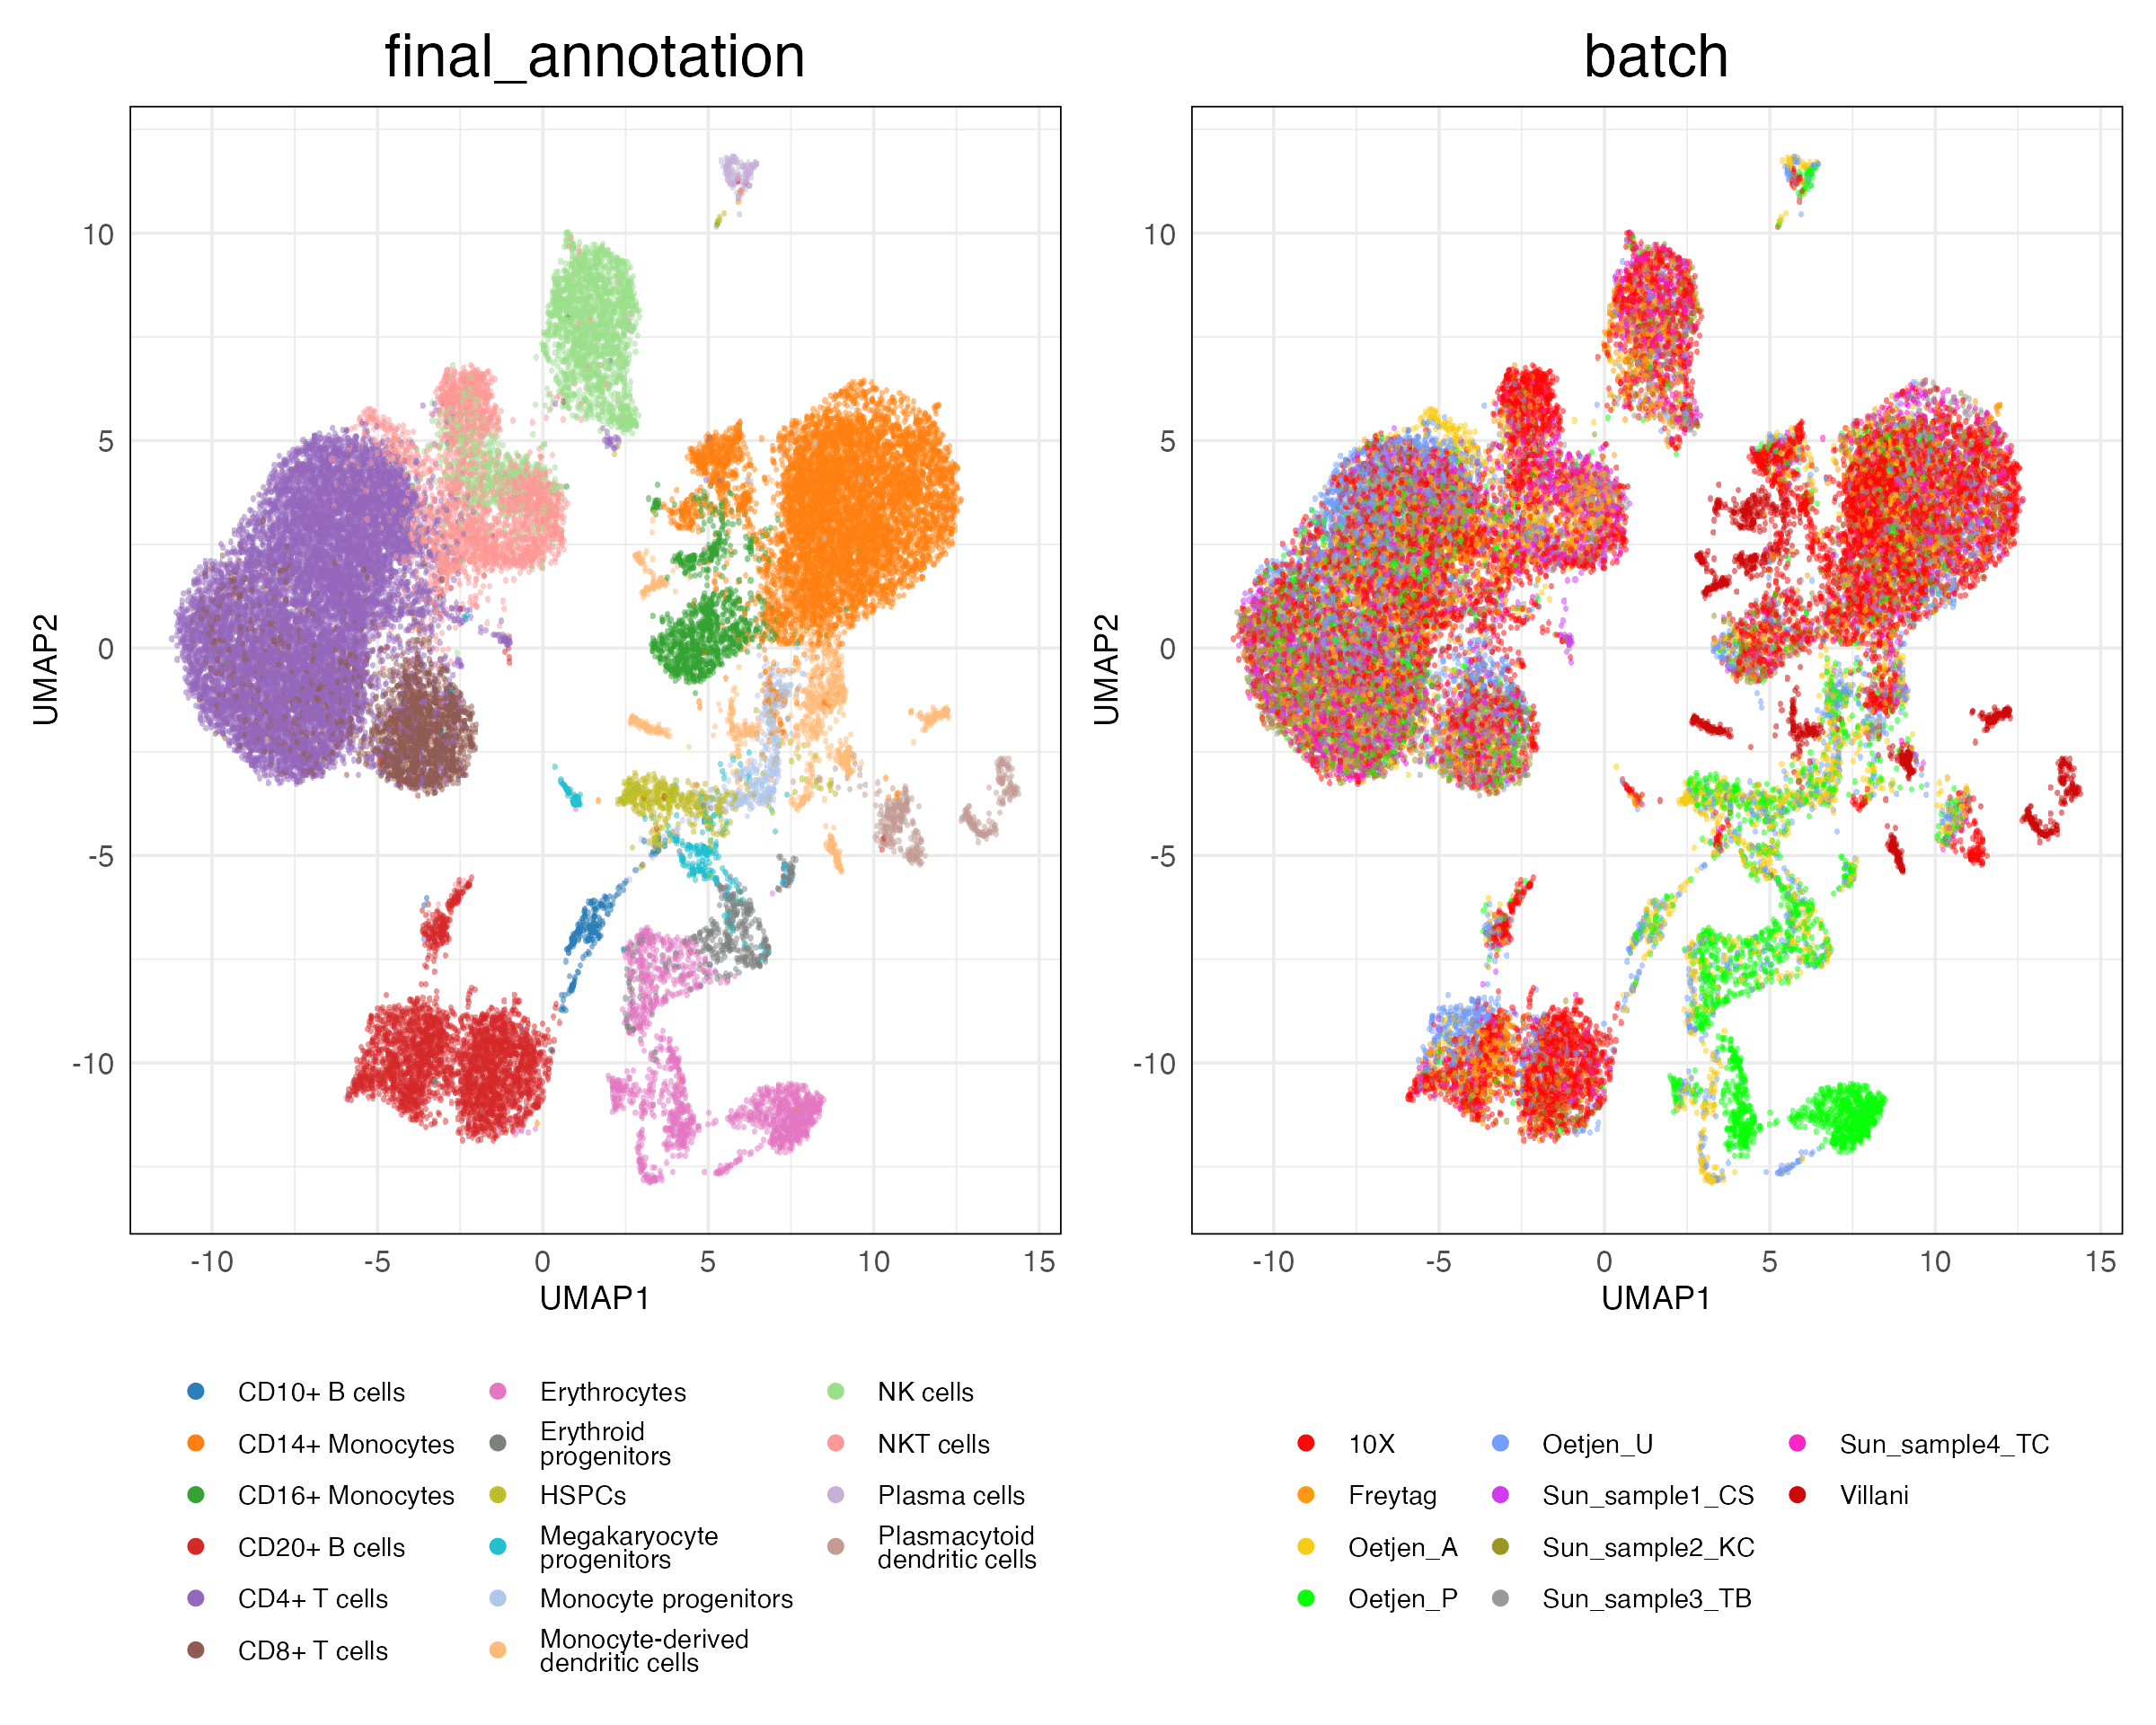 final_annotation
batch
UMAP2
10
5
0
-5
-10
-10
-5
0
5
10
15
UMAP1
UMAP2
10
5
0
-5
-10
-10
-5
0
5
10
15
UMAP1
CD10+ B cells
CD14+ Monocytes
CD16+ Monocytes
CD20+ B cells
CD4+ T cells
CD8+ T cells
Erythrocytes
Erythroid
progenitors
HSPCs
Megakaryocyte
progenitors
Monocyte progenitors
Monocyte-derived
dendritic cells
NK cells
NKT cells
Plasma cells
Plasmacytoid
dendritic cells
10X
Freytag
Oetjen_A
Oetjen_P
Oetjen_U
Sun_sample1_CS
Sun_sample2_KC
Sun_sample3_TB
Sun_sample4_TC
Villani